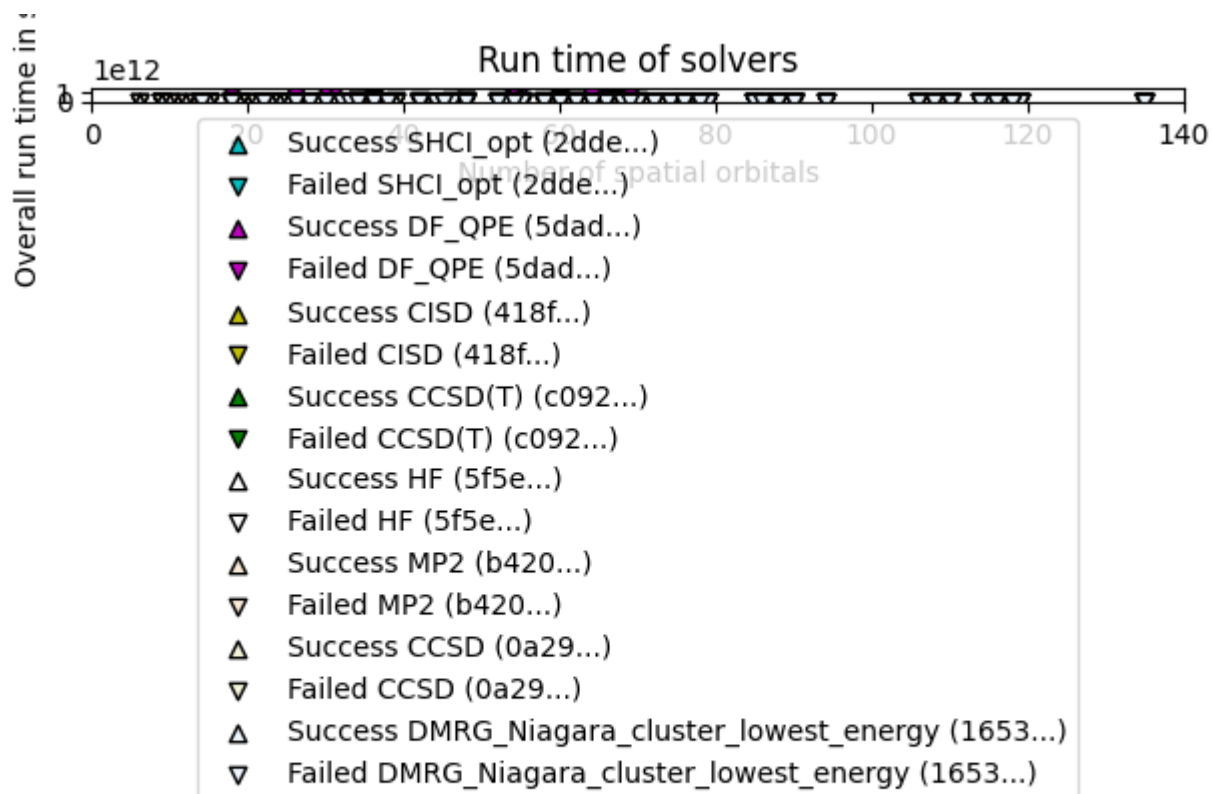 Run time of solvers
1e12
1
0
0 20 40 60 80 100 120 140
Number of spatial orbitals
Overall run time in
Success SHCI_opt (2dde...)
Failed SHCI_opt (2dde...)
Success DF_QPE (5dad...)
Failed DF_QPE (5dad...)
Success CISD (418f...)
Failed CISD (418f...)
Success CCSD(T) (c092...)
Failed CCSD(T) (c092...)
Success HF (5f5e...)
Failed HF (5f5e...)
Success MP2 (b420...)
Failed MP2 (b420...)
Success CCSD (0a29...)
Failed CCSD (0a29...)
Success DMRG_Niagara_cluster_lowest_energy (1653...)
Failed DMRG_Niagara_cluster_lowest_energy (1653...)